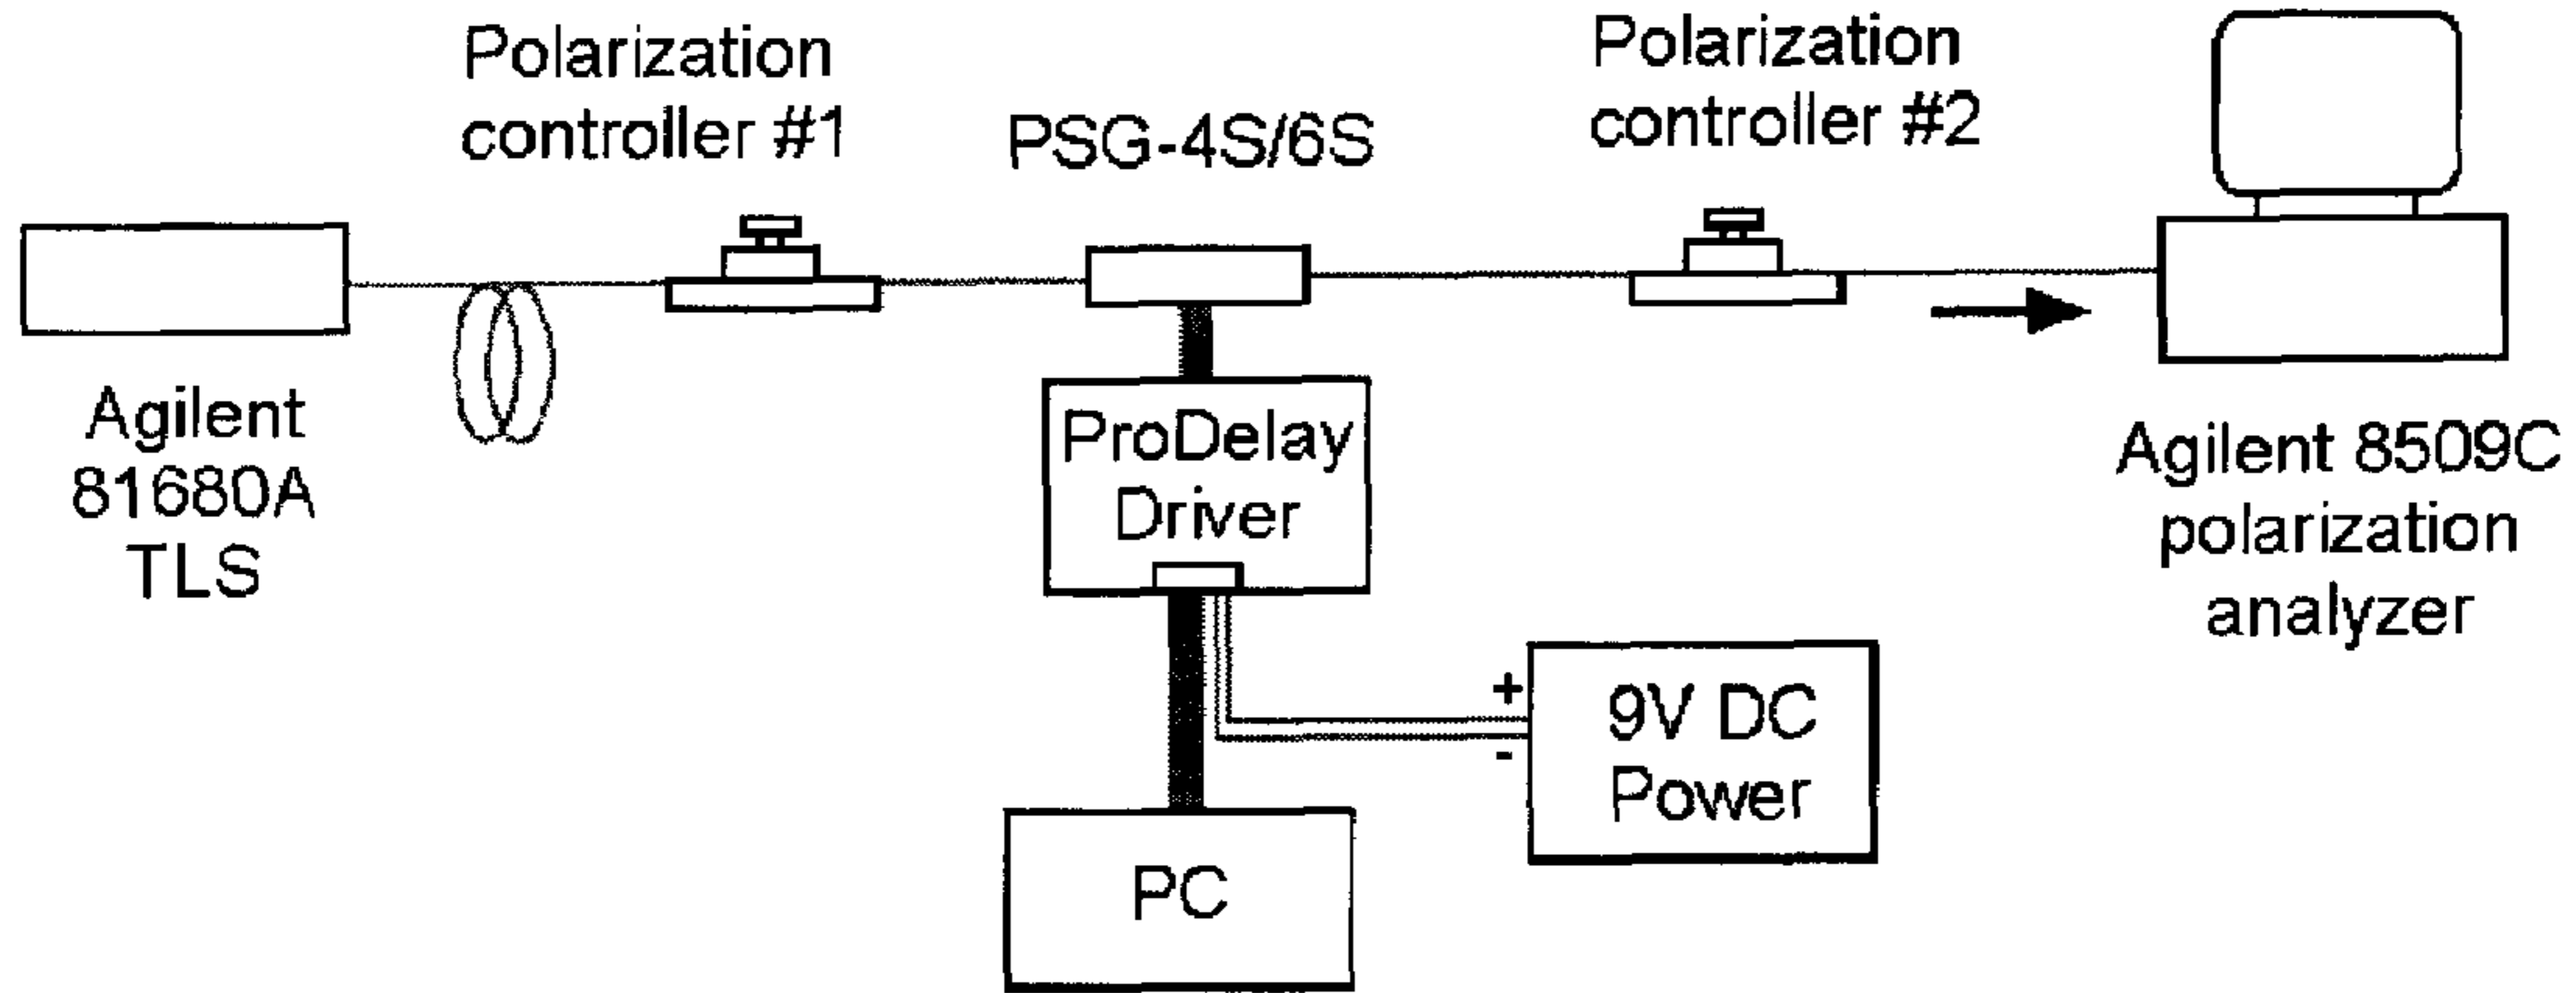 Polarization
controller #1
PSG-4S/6S
Polarization
controller #2
Agilent
81680A
TLS
ProDelay
Driver
Agilent 8509C
polarization
analyzer
+
-
9V DC
Power
PC